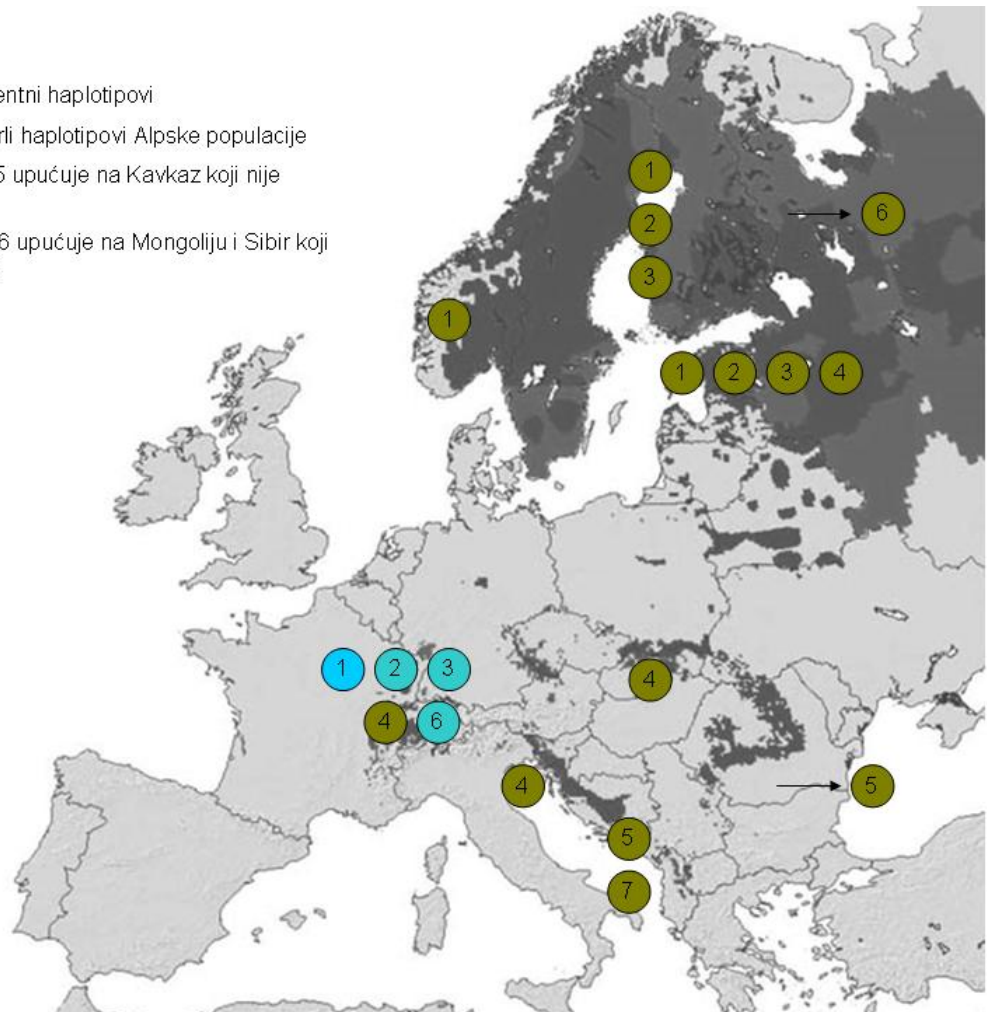 entni haplotipovi
rli haplotipovi Alpske populacije
5 upućuje na Kavkaz koji nije
6 upućuje na Mongoliju i Sibir koji
1
2
6
3
1
1 2 3 4
1 2 3
4
4 6
4
5
5
7